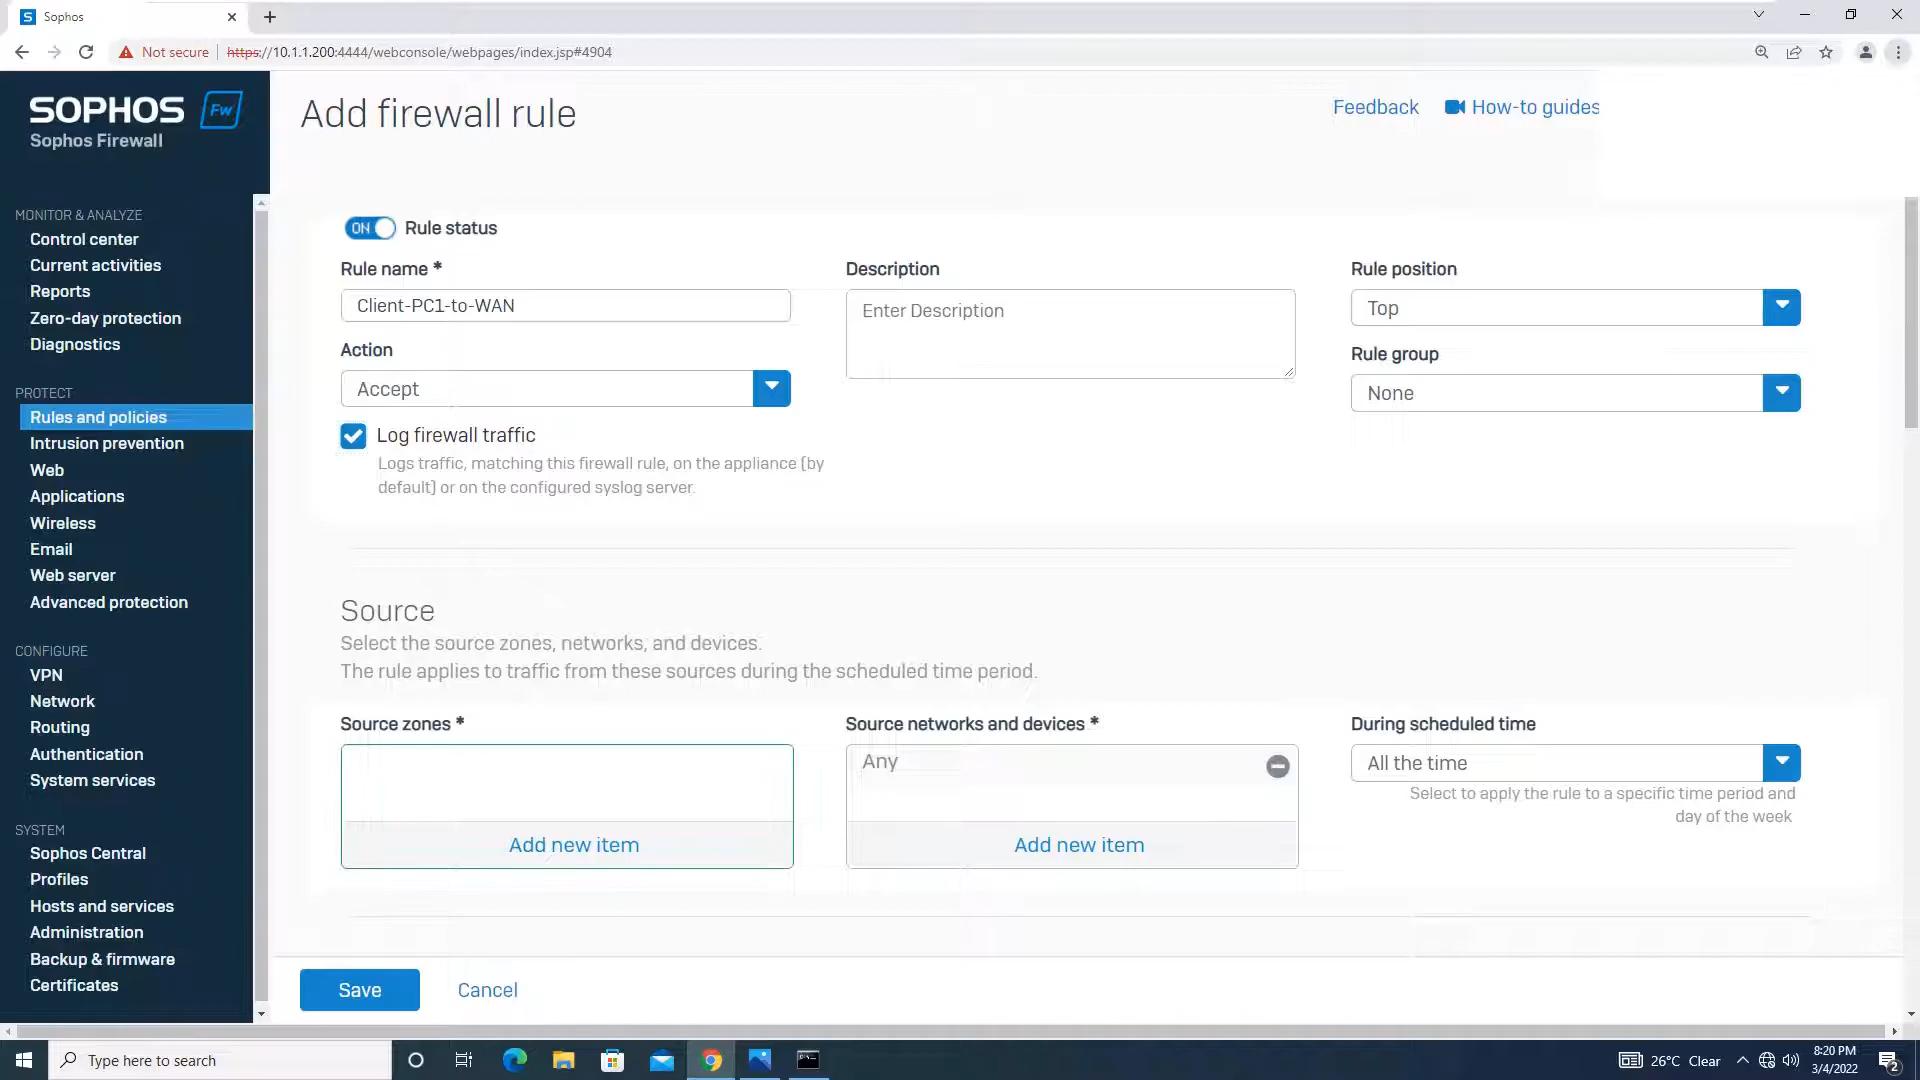 Sophos
Not secure
https://10.1.1.200:4444/webconsole/webpages/index.jsp#4904
SOPHOS Fw
Sophos Firewall
MONITOR & ANALYZE
Control center
Current activities
Reports
Zero-day protection
Diagnostics
PROTECT
Rules and policies
Intrusion prevention
Web
Applications
Wireless
Email
Web server
Advanced protection
CONFIGURE
VPN
Network
Routing
Authentication
System services
SYSTEM
Sophos Central
Profiles
Hosts and services
Administration
Backup & firmware
Certificates
Add firewall rule
Feedback
How-to guides
ON Rule status
Rule name *
Client-PC1-to-WAN
Action
Accept
Log firewall traffic
Logs traffic, matching this firewall rule, on the appliance (by
default) or on the configured syslog server.
Description
Enter Description
Rule position
Top
Rule group
None
Source
Select the source zones, networks, and devices.
The rule applies to traffic from these sources during the scheduled time period.
Source zones *
Add new item
Source networks and devices *
Any
Add new item
During scheduled time
All the time
Select to apply the rule to a specific time period and
day of the week
Save
Cancel
Type here to search
26°C Clear
8:20 PM
3/4/2022
2